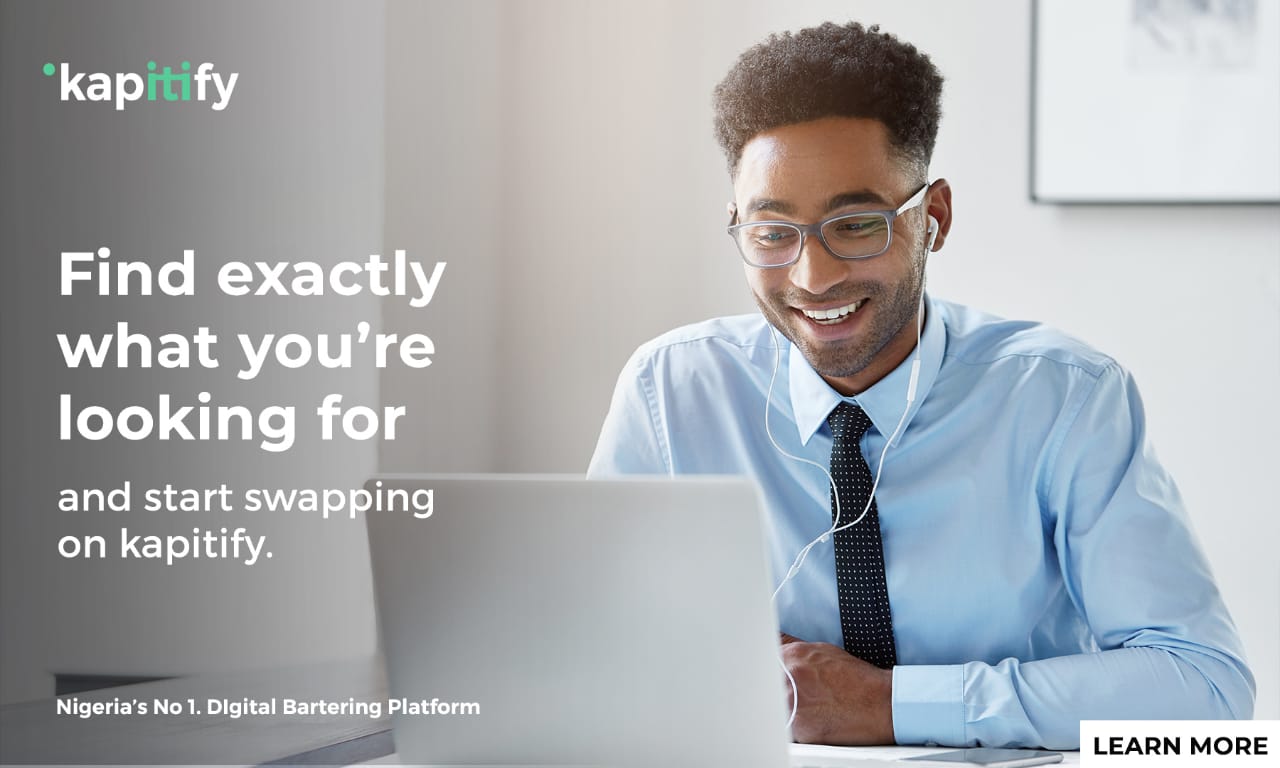 kapitify
Find exactly
what you're
looking for
and start swapping
on kapitify.
Nigeria's No 1. DIgital Bartering Platform
LEARN MORE